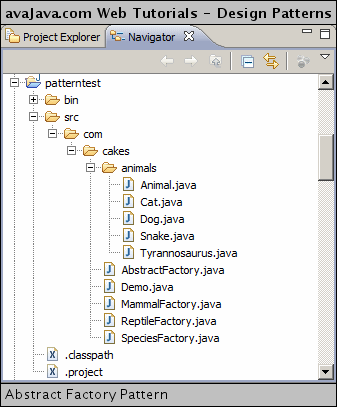 avaJava.com Web Tutorials - Design Patterns
Project Explorer Navigator
patterntest
bin
src
com
cakes
animals
Animal.java
Cat.java
Dog.java
Snake.java
Tyrannosaurus.java
AbstractFactory.java
Demo.java
MammalFactory.java
ReptileFactory.java
SpeciesFactory.java
.classpath
.project
Abstract Factory Pattern